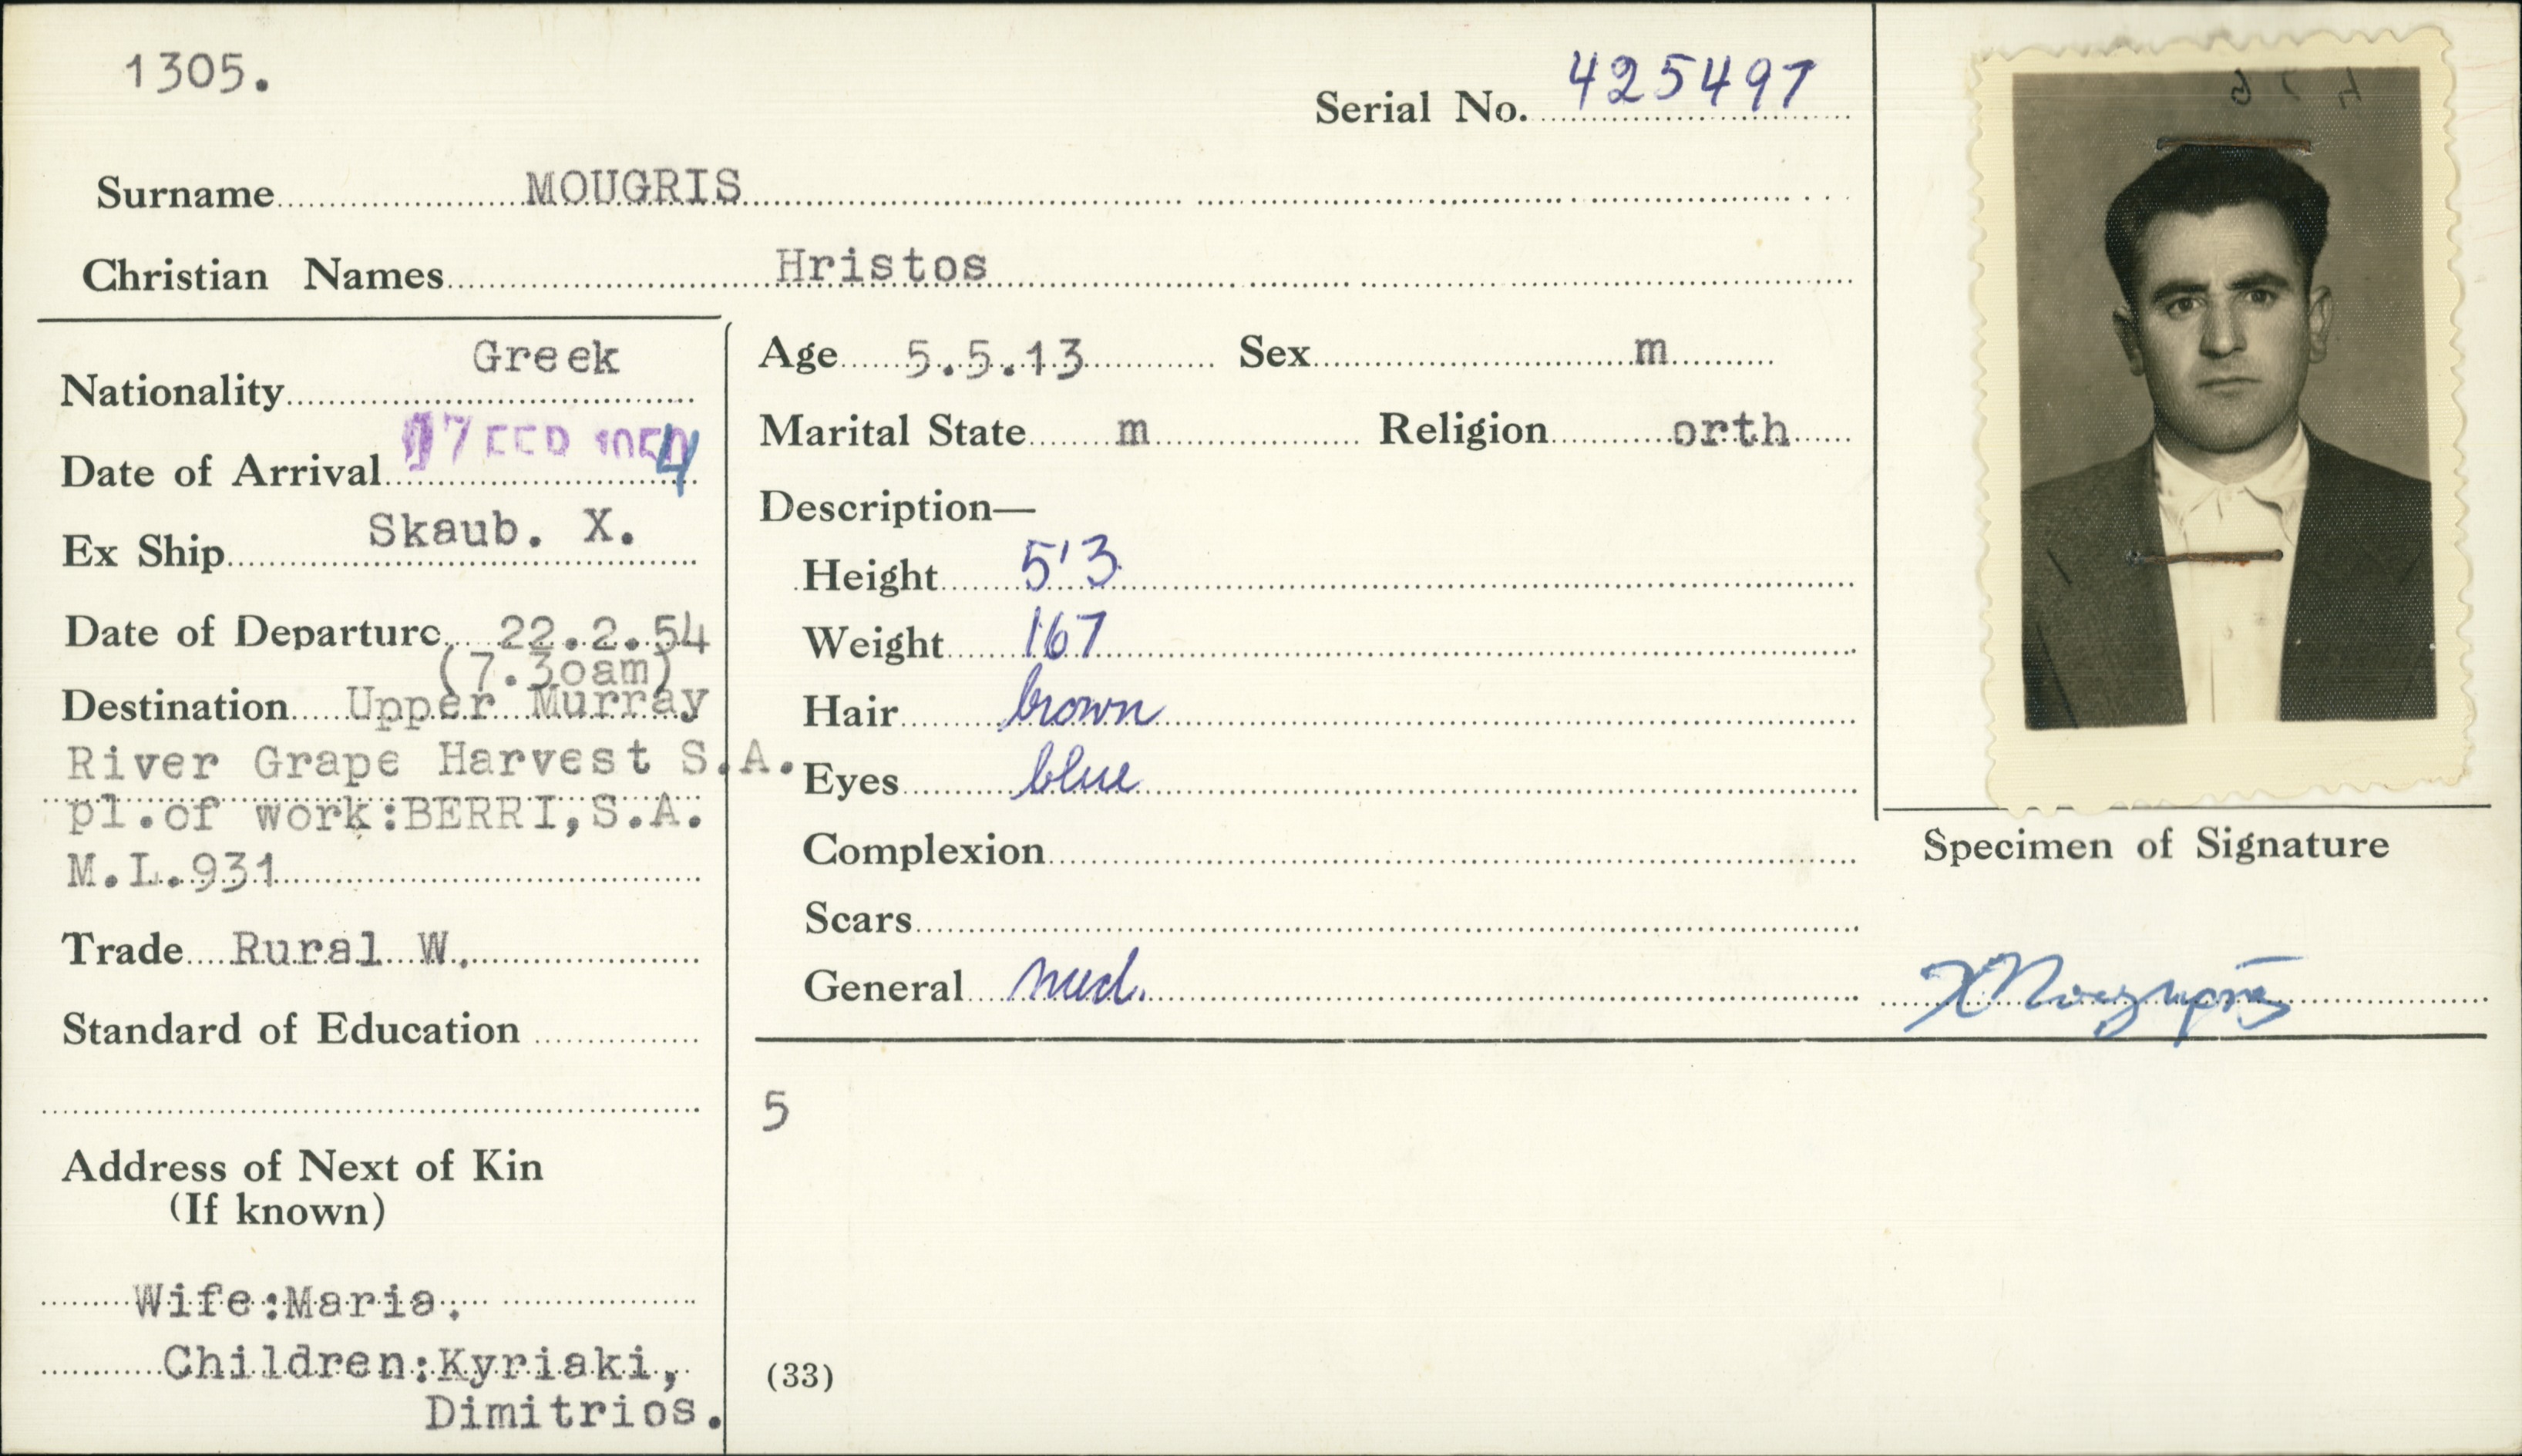 1305.
Serial No. 425497
Surname MOUGRIS
Christian Names Hristos
Nationality Greek
Date of Arrival 17 FEB 1954
Ex Ship Skaub. X.
Date of Departure 22.2.54
(7.30am)
Destination Upper Murray
River Grape Harvest S.A.
pl.of work:BERRI,S.A.
M.L.931
Trade Rural W.
Standard of Education
Address of Next of Kin
(If known)
Wife:Maria.
Children:Kyriaki,
Dimitrios.
Age 5.5.13 Sex m
Marital State m Religion orth
Description—
Height 5'3
Weight 167
Hair brown
Eyes blue
Complexion
Scars
General med.
5
(33)
Specimen of Signature